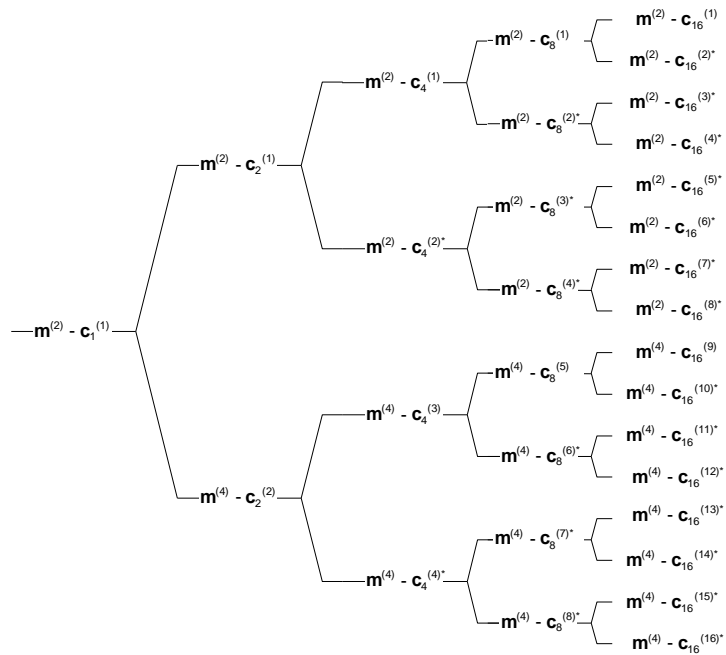 m(2) - c16(1)
m(2) - c8(1)
m(2) - c16(2)*
m(2) - c4(1)
m(2) - c16(3)*
m(2) - c8(2)*
m(2) - c16(4)*
m(2) - c2(1)
m(2) - c16(5)*
m(2) - c8(3)*
m(2) - c16(6)*
m(2) - c4(2)*
m(2) - c16(7)*
m(2) - c8(4)*
m(2) - c16(8)*
m(2) - c1(1)
m(4) - c16(9)
m(4) - c8(5)
m(4) - c16(10)*
m(4) - c4(3)
m(4) - c16(11)*
m(4) - c8(6)*
m(4) - c16(12)*
m(4) - c2(2)
m(4) - c16(13)*
m(4) - c8(7)*
m(4) - c16(14)*
m(4) - c4(4)*
m(4) - c16(15)*
m(4) - c8(8)*
m(4) - c16(16)*